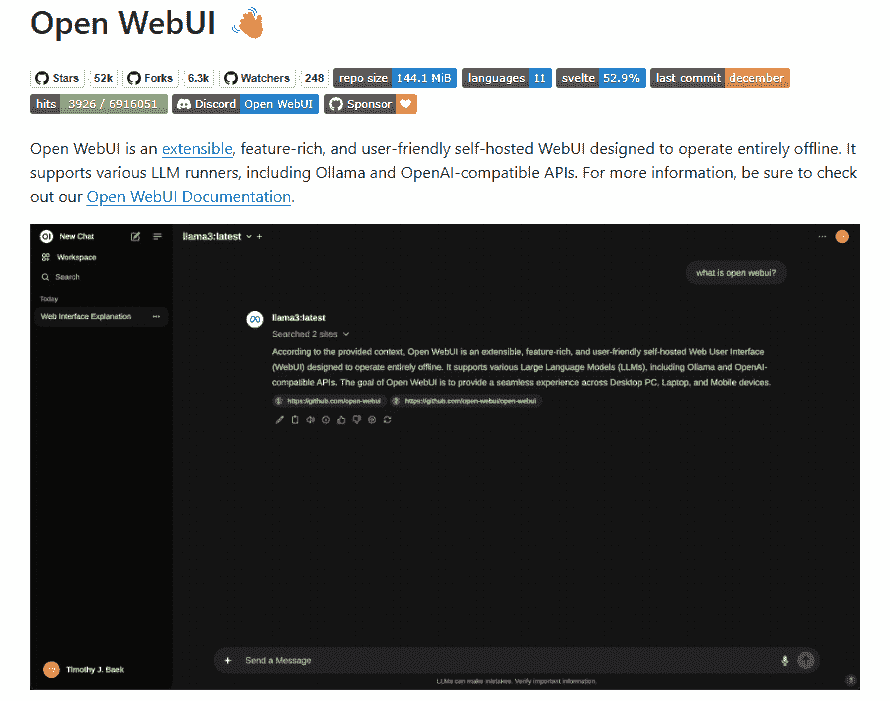 Open WebUI
Stars 52k Forks 6.3k Watchers 248 repo size 144.1 MiB languages 11 svelte 52.9% last commit december
hits 3926 / 6916051 Discord Open WebUI Sponsor
Open WebUI is an extensible, feature-rich, and user-friendly self-hosted WebUI designed to operate entirely offline. It
supports various LLM runners, including Ollama and OpenAI-compatible APIs. For more information, be sure to check
out our Open WebUI Documentation.
OI New Chat
llama3:latest
Workspace
what is open webui?
Search
Today
Web Interface Explanation
llama3:latest
Searched 2 sites
According to the provided context, Open WebUI is an extensible, feature-rich, and user-friendly self-hosted Web User Interface
(WebUI) designed to operate entirely offline. It supports various Large Language Models (LLMs), including Ollama and OpenAI-
compatible APIs. The goal of Open WebUI is to provide a seamless experience across Desktop PC, Laptop, and Mobile devices.
https://github.com/open-webui https://github.com/open-webui/open-webui
Send a Message
Timothy J. Baek
LLMs can make mistakes. Verify important information.